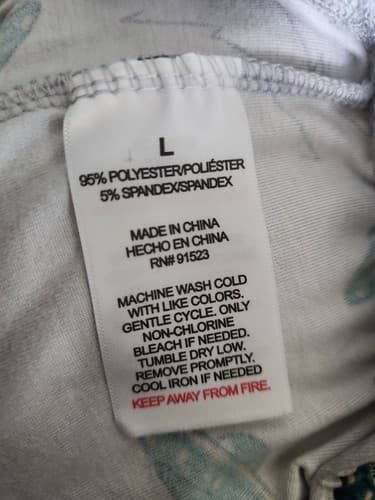 L
95% POLYESTER/POLIÉSTER
5% SPANDEX/SPANDEX
MADE IN CHINA
HECHO EN CHINA
RN# 91523
MACHINE WASH COLD
WITH LIKE COLORS.
GENTLE CYCLE. ONLY
NON-CHLORINE
BLEACH IF NEEDED.
TUMBLE DRY LOW.
REMOVE PROMPTLY.
COOL IRON IF NEEDED
KEEP AWAY FROM FIRE.